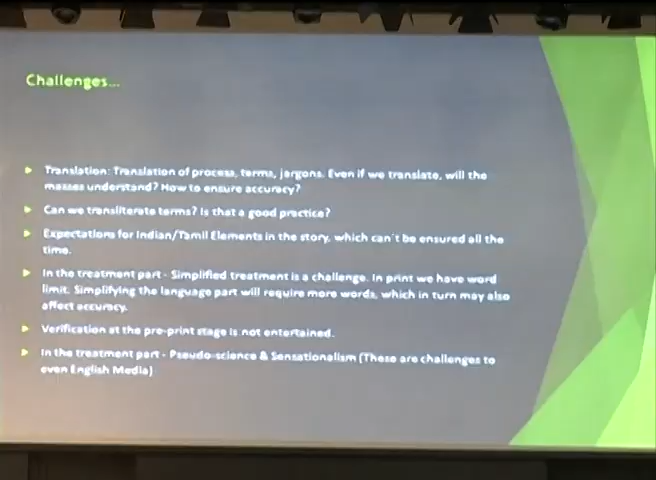 Challenges...
Translation: Translation of process, terms, jargons. Even if we translate, will the
masses understand? How to ensure accuracy?
Can we transliterate terms? Is that a good practice?
Expectations for Indian/Tamil Elements in the story, which can't be ensured all the
time.
In the treatment part - Simplified treatment is a challenge. In print we have word
limit. Simplifying the language part will require more words, which in turn may also
affect accuracy.
Verification at the pre-print stage is not entertained.
In the treatment part - Pseudo-science & Sensationalism (These are challenges to
even English Media)